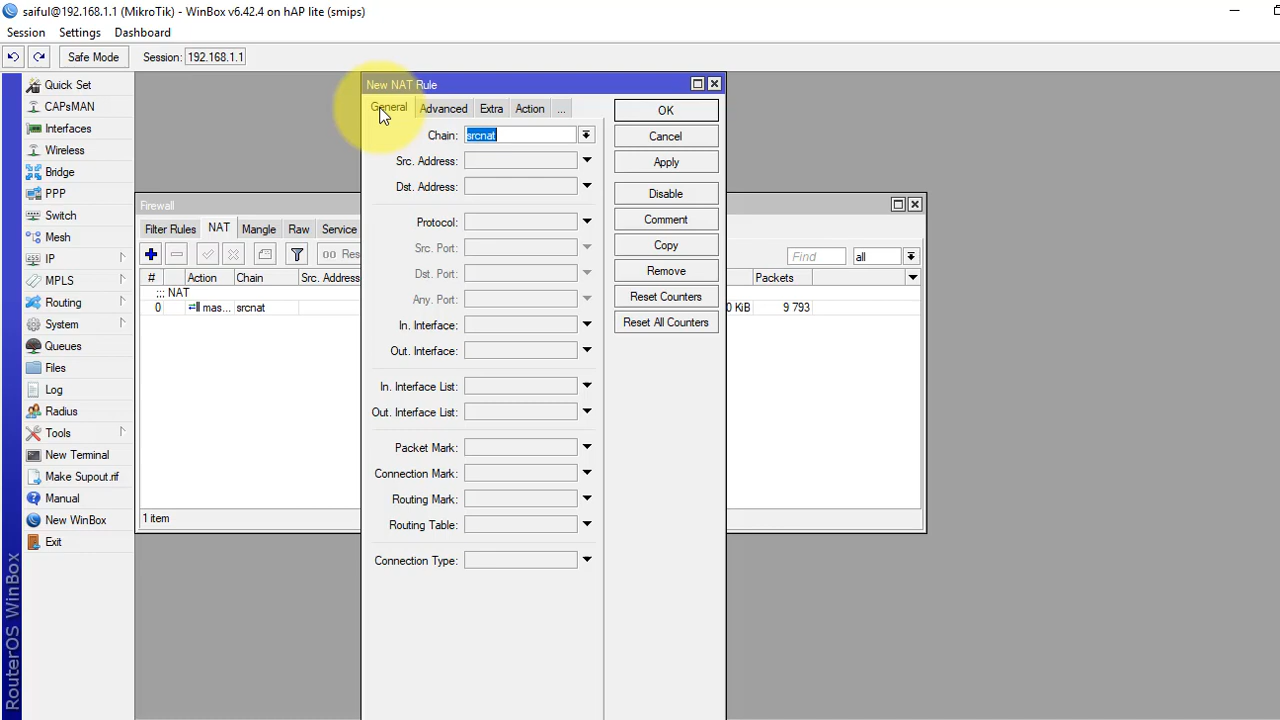 saiful@192.168.1.1 (MikroTik) - WinBox v6.42.4 on hAP lite (smips)
Session Settings Dashboard
Safe Mode Session: 192.168.1.1
Quick Set
CAPsMAN
Interfaces
Wireless
Bridge
PPP
Switch
Mesh
IP
MPLS
Routing
System
Queues
Files
Log
Radius
Tools
New Terminal
Make Supout.rif
Manual
New WinBox
Exit
RouterOS WinBox
Firewall
Filter Rules NAT Mangle Raw Service
Find all
# Action Chain Src. Address Packets
;;; NAT
0 mas... srcnat 0 KiB 9 793
1 item
New NAT Rule
General Advanced Extra Action ...
Chain: srcnat
Src. Address:
Dst. Address:
Protocol:
Src. Port:
Dst. Port:
Any. Port:
In. Interface:
Out. Interface:
In. Interface List:
Out. Interface List:
Packet Mark:
Connection Mark:
Routing Mark:
Routing Table:
Connection Type:
OK
Cancel
Apply
Disable
Comment
Copy
Remove
Reset Counters
Reset All Counters